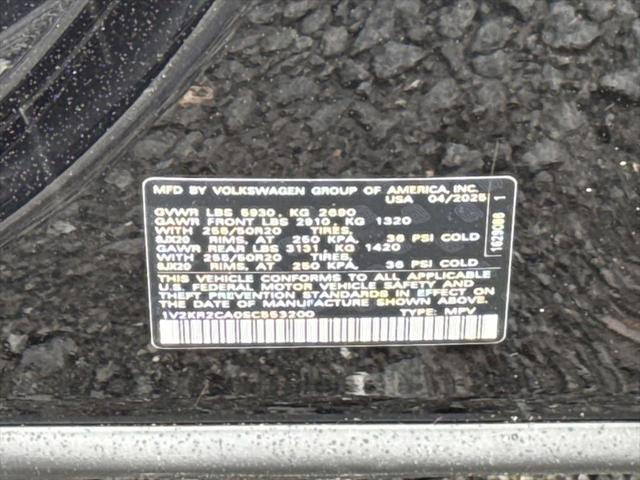 MFD BY VOLKSWAGEN GROUP OF AMERICA, INC.
USA 04/2025
GVWR LBS 5930. KG 2690
GAWR FRONT LBS 2910. KG 1320
WITH 255/50R20 TIRES,
8JX20 RIMS, AT 250 KPA. 36 PSI COLD
GAWR REAR LBS 3131. KG 1420
WITH 255/50R20 TIRES,
8JX20 RIMS, AT 250 KPA. 36 PSI COLD
THIS VEHICLE CONFORMS TO ALL APPLICABLE
U.S. FEDERAL MOTOR VEHICLE SAFETY AND
THEFT PREVENTION STANDARDS IN EFFECT ON
THE DATE OF MANUFACTURE SHOWN ABOVE.
1V2KR2CA0SC553200 TYPE: MPV
1629086 1